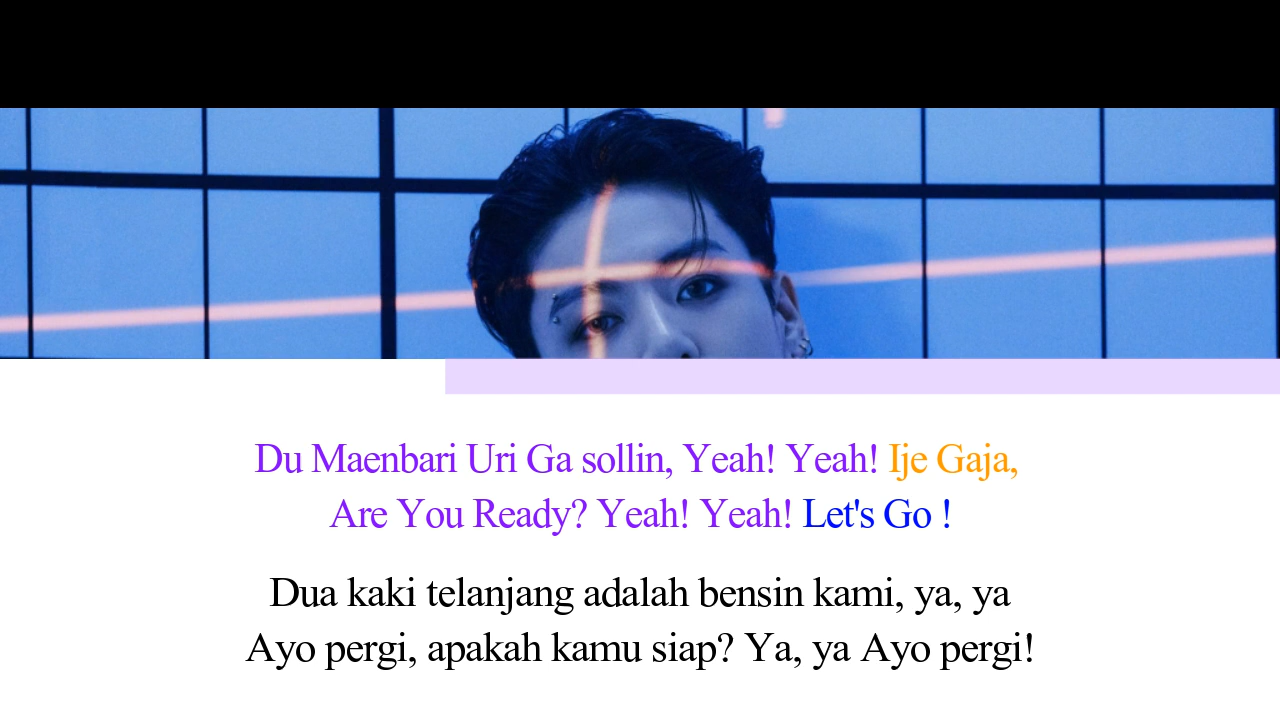 Du Maenbari Uri Ga sollin, Yeah! Yeah! Ije Gaja,
Are You Ready? Yeah! Yeah! Let's Go !
Dua kaki telanjang adalah bensin kami, ya, ya
Ayo pergi, apakah kamu siap? Ya, ya Ayo pergi!